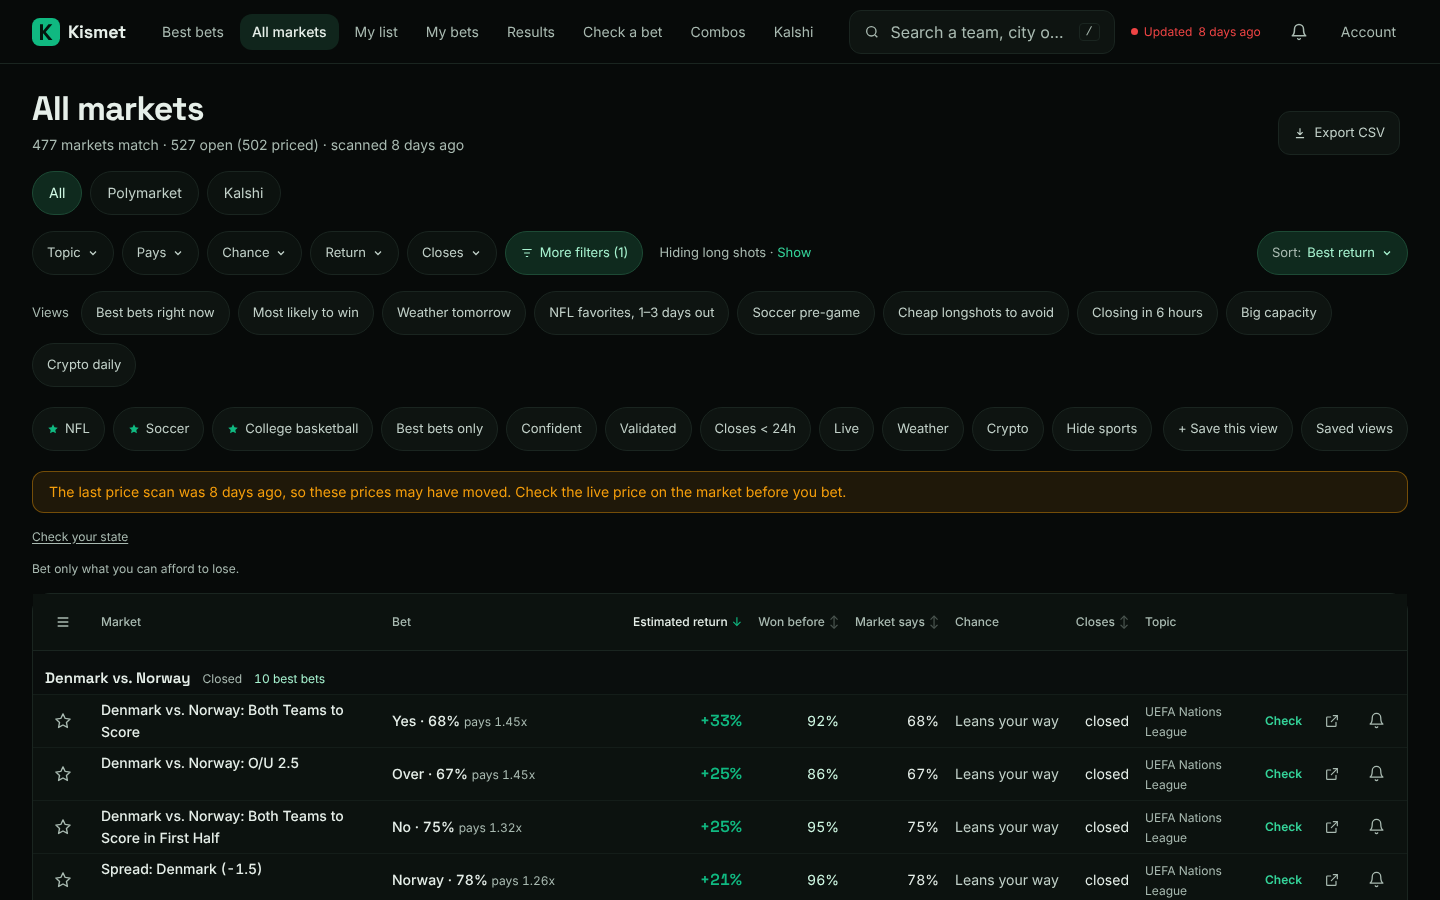 K Kismet Best bets All markets My list My bets Results Check a bet Combos Kalshi Search a team, city o... / Updated 8 days ago Account
All markets
477 markets match · 527 open (502 priced) · scanned 8 days ago
Export CSV
All Polymarket Kalshi
Topic Pays Chance Return Closes More filters (1) Hiding long shots · Show Sort: Best return
Views Best bets right now Most likely to win Weather tomorrow NFL favorites, 1–3 days out Soccer pre-game Cheap longshots to avoid Closing in 6 hours Big capacity
Crypto daily
NFL Soccer College basketball Best bets only Confident Validated Closes < 24h Live Weather Crypto Hide sports + Save this view Saved views
The last price scan was 8 days ago, so these prices may have moved. Check the live price on the market before you bet.
Check your state
Bet only what you can afford to lose.
Market Bet Estimated return ↓ Won before Market says Chance Closes Topic
Denmark vs. Norway Closed 10 best bets
Denmark vs. Norway: Both Teams to
Score
Yes · 68% pays 1.45x +33% 92% 68% Leans your way closed
UEFA Nations
League
Check
Denmark vs. Norway: O/U 2.5
Over · 67% pays 1.45x +25% 86% 67% Leans your way closed
UEFA Nations
League
Check
Denmark vs. Norway: Both Teams to
Score in First Half
No · 75% pays 1.32x +25% 95% 75% Leans your way closed
UEFA Nations
League
Check
Spread: Denmark (-1.5)
Norway · 78% pays 1.26x +21% 96% 78% Leans your way closed
UEFA Nations
League
Check